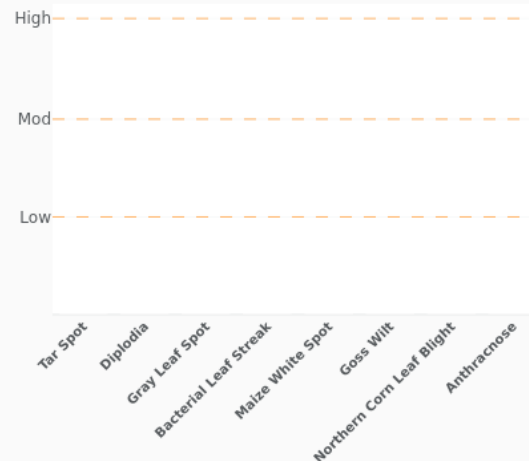 High
Mod
Low
Tar Spot
Diplodia
Gray Leaf Spot
Bacterial Leaf Streak
Maize White Spot
Goss Wilt
Northern Corn Leaf Blight
Anthracnose